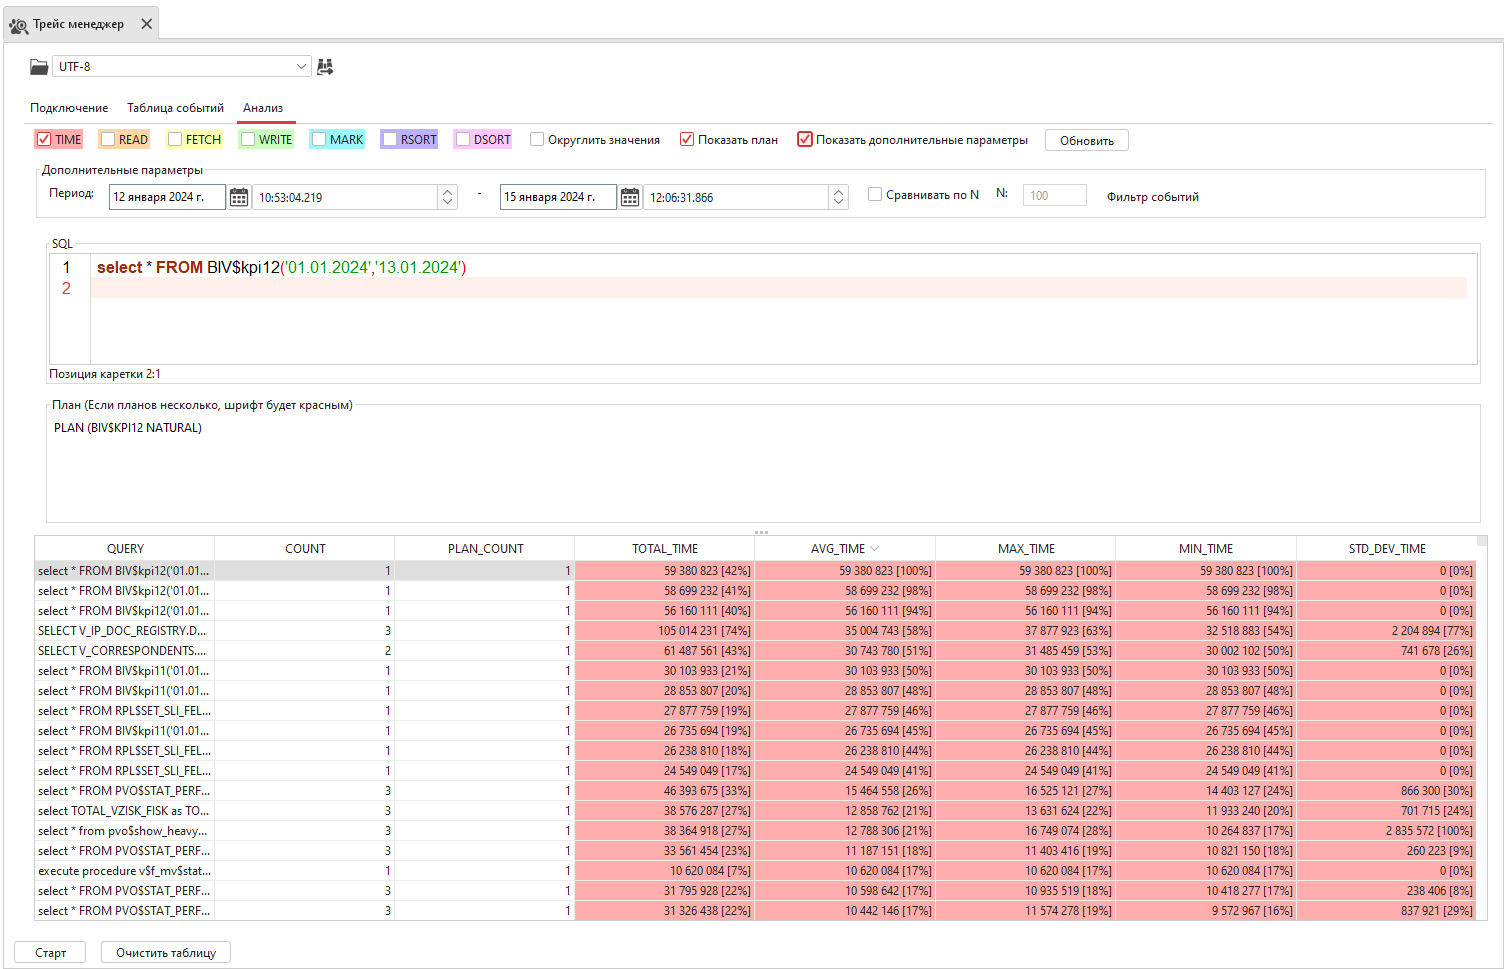 Трейс менеджер
UTF-8
Подключение Таблица событий Анализ
TIME READ FETCH WRITE MARK RSORT DSORT Округлить значения Показать план Показать дополнительные параметры Обновить
Дополнительные параметры
Период: 12 января 2024 г. 10:53:04.219 - 15 января 2024 г. 12:06:31.866 Сравнивать по N N: 100 Фильтр событий
SQL
1 select * FROM BIV$kpi12('01.01.2024','13.01.2024')
2
Позиция каретки 2:1
План (Если планов несколько, шрифт будет красным)
PLAN (BIV$KPI12 NATURAL)
QUERY COUNT PLAN_COUNT TOTAL_TIME AVG_TIME MAX_TIME MIN_TIME STD_DEV_TIME
select * FROM BIV$kpi12('01.01... 1 1 59 380 823 [42%] 59 380 823 [100%] 59 380 823 [100%] 59 380 823 [100%] 0 [0%]
select * FROM BIV$kpi12('01.01... 1 1 58 699 232 [41%] 58 699 232 [98%] 58 699 232 [98%] 58 699 232 [98%] 0 [0%]
select * FROM BIV$kpi12('01.01... 1 1 56 160 111 [40%] 56 160 111 [94%] 56 160 111 [94%] 56 160 111 [94%] 0 [0%]
SELECT V_IP_DOC_REGISTRY.D... 3 1 105 014 231 [74%] 35 004 743 [58%] 37 877 923 [63%] 32 518 883 [54%] 2 204 894 [77%]
SELECT V_CORRESPONDENTS.... 2 1 61 487 561 [43%] 30 743 780 [51%] 31 485 459 [53%] 30 002 102 [50%] 741 678 [26%]
select * FROM BIV$kpi11('01.01... 1 1 30 103 933 [21%] 30 103 933 [50%] 30 103 933 [50%] 30 103 933 [50%] 0 [0%]
select * FROM BIV$kpi11('01.01... 1 1 28 853 807 [20%] 28 853 807 [48%] 28 853 807 [48%] 28 853 807 [48%] 0 [0%]
select * FROM RPL$SET_SLI_FEL... 1 1 27 877 759 [19%] 27 877 759 [46%] 27 877 759 [46%] 27 877 759 [46%] 0 [0%]
select * FROM BIV$kpi11('01.01... 1 1 26 735 694 [19%] 26 735 694 [45%] 26 735 694 [45%] 26 735 694 [45%] 0 [0%]
select * FROM RPL$SET_SLI_FEL... 1 1 26 238 810 [18%] 26 238 810 [44%] 26 238 810 [44%] 26 238 810 [44%] 0 [0%]
select * FROM RPL$SET_SLI_FEL... 1 1 24 549 049 [17%] 24 549 049 [41%] 24 549 049 [41%] 24 549 049 [41%] 0 [0%]
select * FROM PVO$STAT_PERF... 3 1 46 393 675 [33%] 15 464 558 [26%] 16 525 121 [27%] 14 403 127 [24%] 866 300 [30%]
select TOTAL_VZISK_FISK as TO... 3 1 38 576 287 [27%] 12 858 762 [21%] 13 631 624 [22%] 11 933 240 [20%] 701 715 [24%]
select * from pvo$show_heavy... 3 1 38 364 918 [27%] 12 788 306 [21%] 16 749 074 [28%] 10 264 837 [17%] 2 835 572 [100%]
select * FROM PVO$STAT_PERF... 3 1 33 561 454 [23%] 11 187 151 [18%] 11 403 416 [19%] 10 821 150 [18%] 260 223 [9%]
execute procedure v$f_mv$stat... 1 1 10 620 084 [7%] 10 620 084 [17%] 10 620 084 [17%] 10 620 084 [17%] 0 [0%]
select * FROM PVO$STAT_PERF... 3 1 31 795 928 [22%] 10 598 642 [17%] 10 935 519 [18%] 10 418 277 [17%] 238 406 [8%]
select * FROM PVO$STAT_PERF... 3 1 31 326 438 [22%] 10 442 146 [17%] 11 574 278 [19%] 9 572 967 [16%] 837 921 [29%]
Старт Очистить таблицу